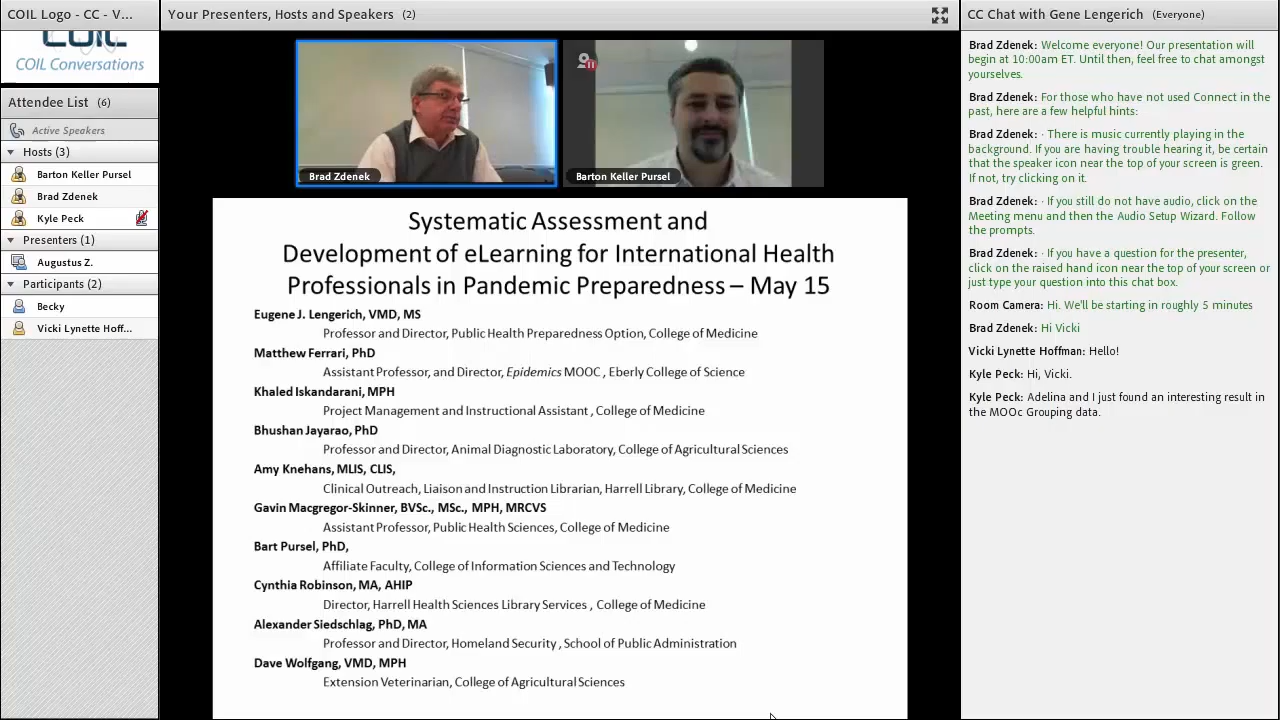 COIL Logo - CC - V...
COIL
COIL Conversations
Attendee List (6)
Active Speakers
Hosts (3)
Barton Keller Pursel
Brad Zdenek
Kyle Peck
Presenters (1)
Augustus Z.
Participants (2)
Becky
Vicki Lynette Hoff...
Your Presenters, Hosts and Speakers (2)
Brad Zdenek
Barton Keller Pursel
Systematic Assessment and
Development of eLearning for International Health
Professionals in Pandemic Preparedness – May 15
Eugene J. Lengerich, VMD, MS
Professor and Director, Public Health Preparedness Option, College of Medicine
Matthew Ferrari, PhD
Assistant Professor, and Director, Epidemics MOOC , Eberly College of Science
Khaled Iskandarani, MPH
Project Management and Instructional Assistant , College of Medicine
Bhushan Jayarao, PhD
Professor and Director, Animal Diagnostic Laboratory, College of Agricultural Sciences
Amy Knehans, MLIS, CLIS,
Clinical Outreach, Liaison and Instruction Librarian, Harrell Library, College of Medicine
Gavin Macgregor-Skinner, BVSc., MSc., MPH, MRCVS
Assistant Professor, Public Health Sciences, College of Medicine
Bart Pursel, PhD,
Affiliate Faculty, College of Information Sciences and Technology
Cynthia Robinson, MA, AHIP
Director, Harrell Health Sciences Library Services , College of Medicine
Alexander Siedschlag, PhD, MA
Professor and Director, Homeland Security , School of Public Administration
Dave Wolfgang, VMD, MPH
Extension Veterinarian, College of Agricultural Sciences
CC Chat with Gene Lengerich (Everyone)
Brad Zdenek: Welcome everyone! Our presentation will
begin at 10:00am ET. Until then, feel free to chat amongst
yourselves.
Brad Zdenek: For those who have not used Connect in the
past, here are a few helpful hints:
Brad Zdenek: · There is music currently playing in the
background. If you are having trouble hearing it, be certain
that the speaker icon near the top of your screen is green.
If not, try clicking on it.
Brad Zdenek: · If you still do not have audio, click on the
Meeting menu and then the Audio Setup Wizard. Follow
the prompts.
Brad Zdenek: · If you have a question for the presenter,
click on the raised hand icon near the top of your screen or
just type your question into this chat box.
Room Camera: Hi. We'll be starting in roughly 5 minutes
Brad Zdenek: Hi Vicki
Vicki Lynette Hoffman: Hello!
Kyle Peck: Hi, Vicki.
Kyle Peck: Adelina and I just found an interesting result in
the MOOc Grouping data.